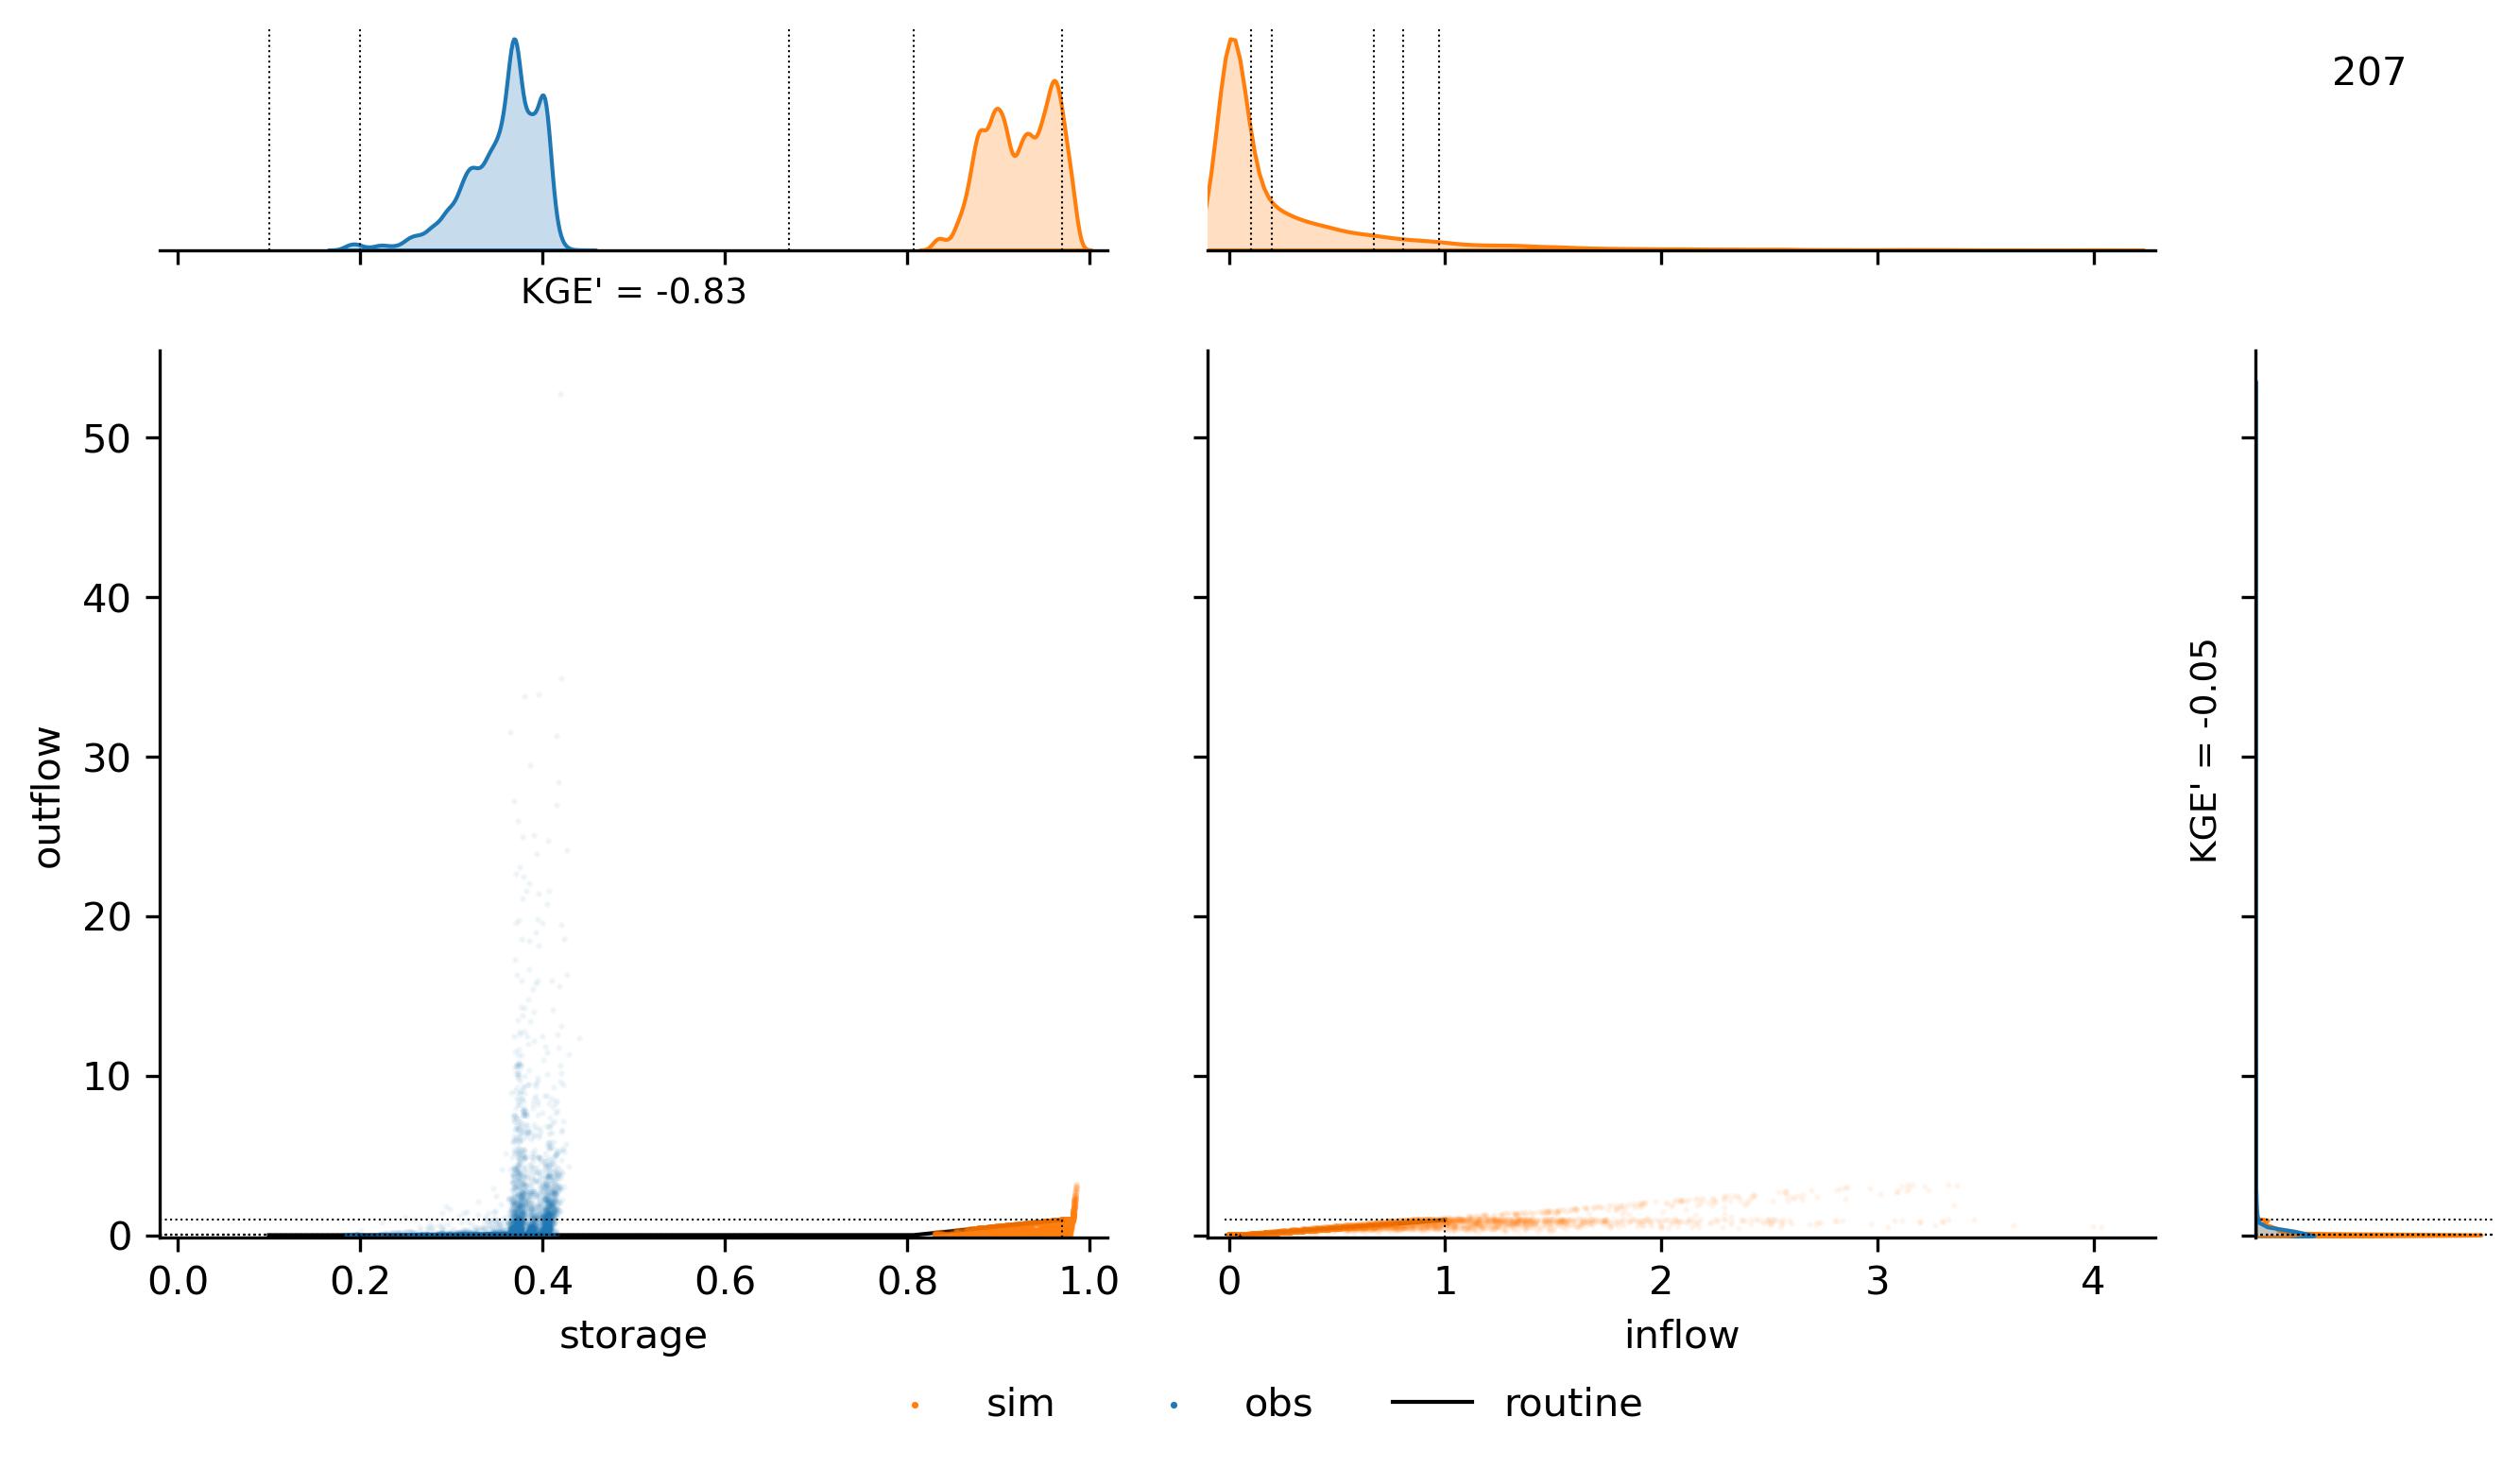 207
KGE' = -0.83
outflow
50
40
30
20
10
0
KGE' = -0.05
0.0 0.2 0.4 0.6 0.8 1.0
0 1 2 3 4
storage
inflow
sim obs routine